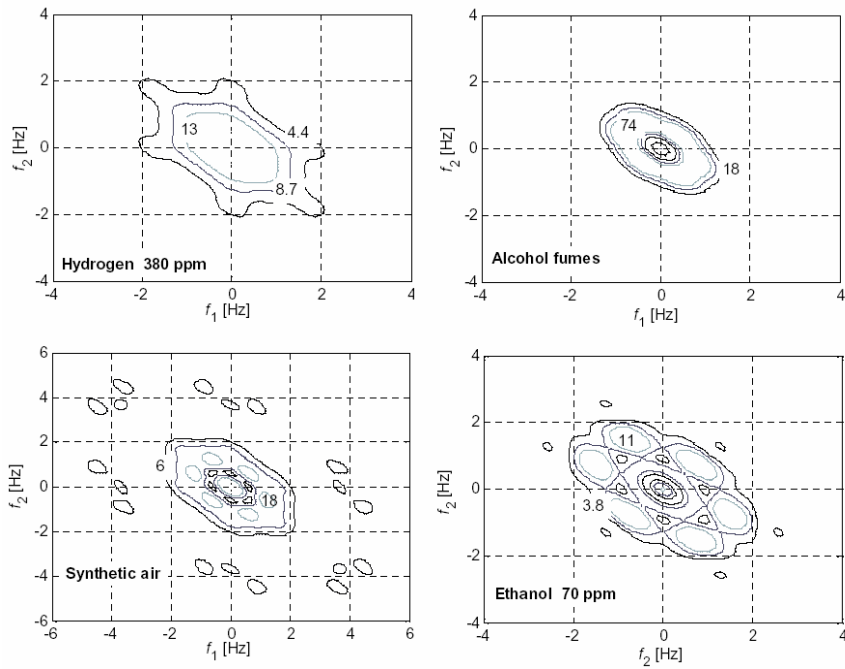 4
2
0
-2
-4
f2 [Hz]
13
4.4
8.7
Hydrogen 380 ppm
-4 -2 0 2 4
f1 [Hz]
4
2
0
-2
-4
f2 [Hz]
74
18
Alcohol fumes
-4 -2 0 2 4
f1 [Hz]
6
4
2
0
-2
-4
-6
f2 [Hz]
6
18
Synthetic air
-6 -4 -2 0 2 4 6
f1 [Hz]
4
2
0
-2
-4
f2 [Hz]
11
3.8
Ethanol 70 ppm
-4 -2 0 2 4
f2 [Hz]